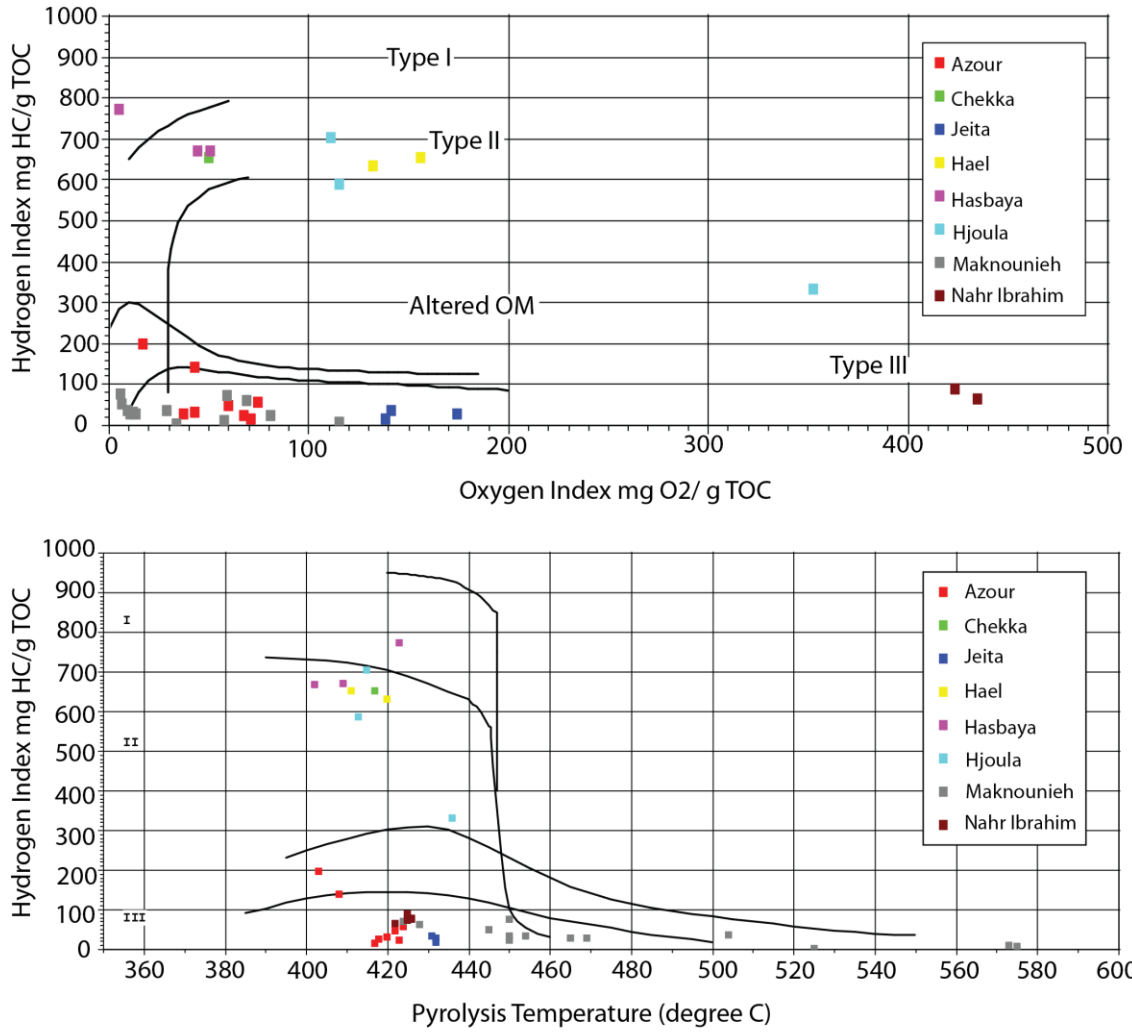 Hydrogen Index mg HC/g TOC
1000
900
800
700
600
500
400
300
200
100
0
Type I
Type II
Altered OM
Type III
Azour
Chekka
Jeita
Hael
Hasbaya
Hjoula
Maknounieh
Nahr Ibrahim
0 100 200 300 400 500
Oxygen Index mg O2/ g TOC
Hydrogen Index mg HC/g TOC
1000
900
800
700
600
500
400
300
200
100
0
I
II
III
Azour
Chekka
Jeita
Hael
Hasbaya
Hjoula
Maknounieh
Nahr Ibrahim
360 380 400 420 440 460 480 500 520 540 560 580 600
Pyrolysis Temperature (degree C)